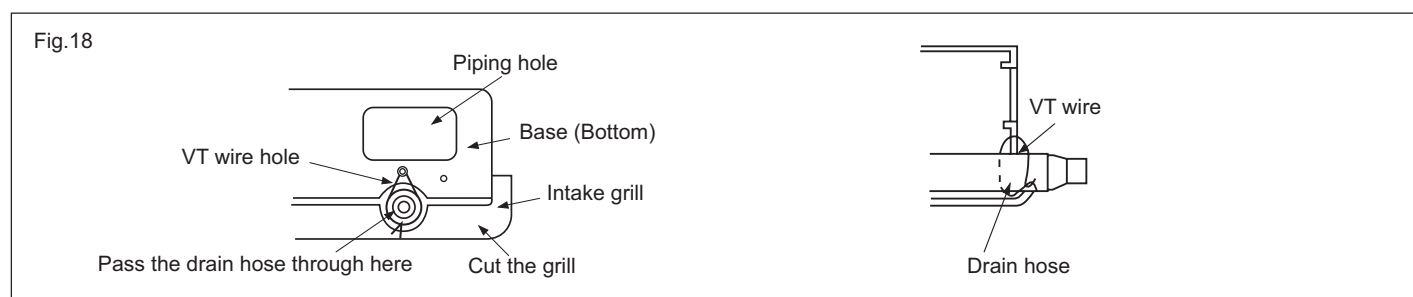 Fig.18
Piping hole
VT wire hole
Base (Bottom)
Intake grill
Pass the drain hose through here
Cut the grill
VT wire
Drain hose